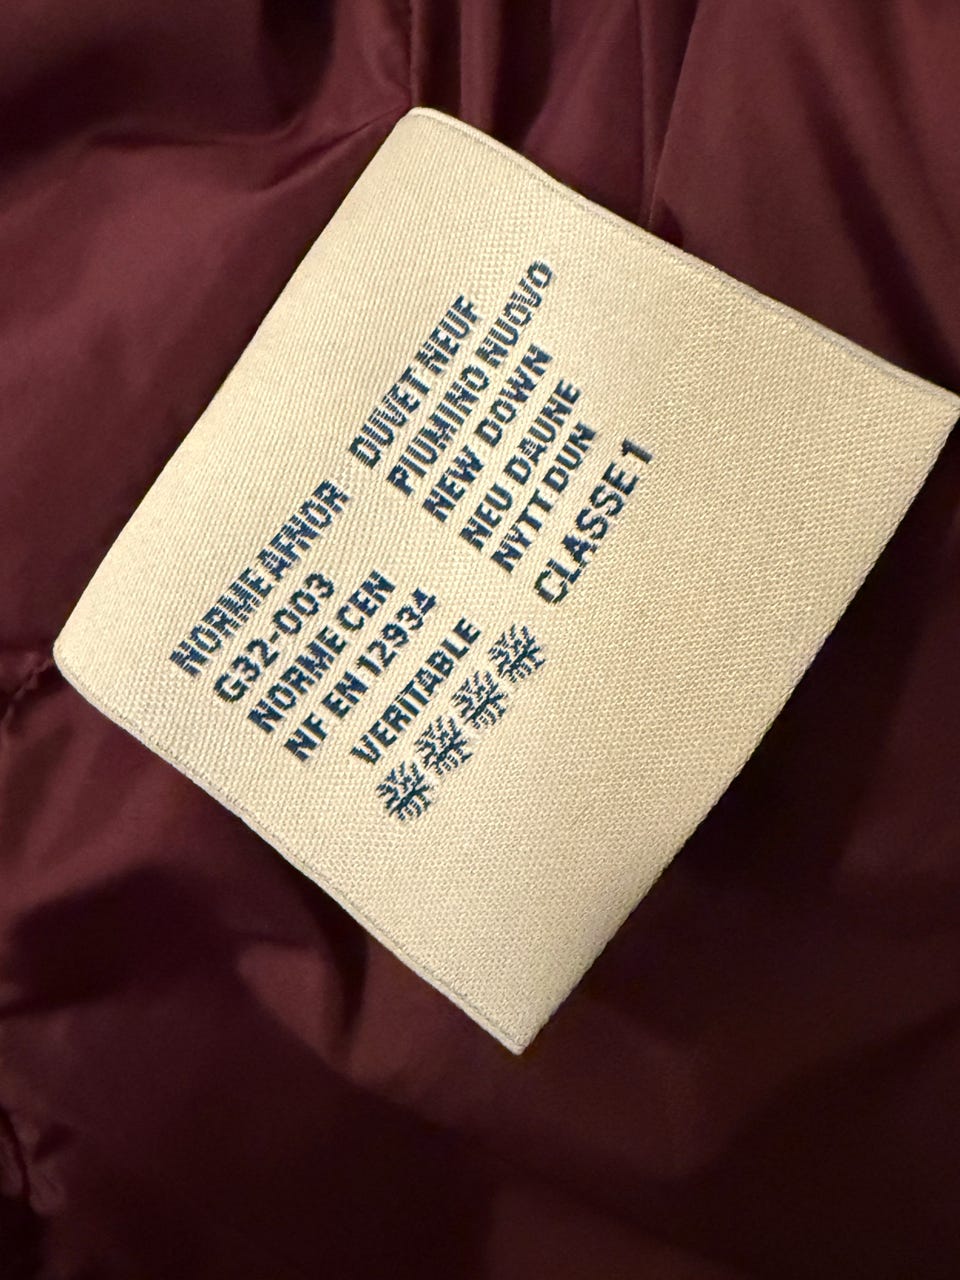 NORME AFNOR
G32-003
NORME CEN
NF EN 12934
VERITABLE
DUVET NEUF
PIUMINO NUOVO
NEW DOWN
NEU DAUNE
NYTT DUN
CLASSE 1